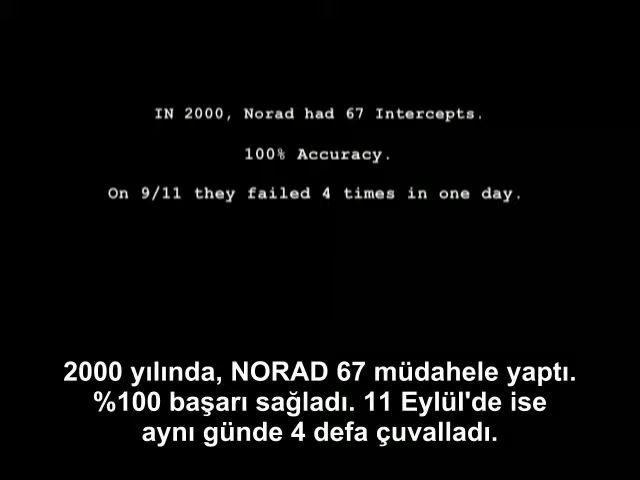 IN 2000, Norad had 67 Intercepts.
100% Accuracy.
On 9/11 they failed 4 times in one day.
2000 yılında, NORAD 67 müdahele yaptı.
%100 başarı sağladı. 11 Eylül'de ise
aynı günde 4 defa çuvalladı.